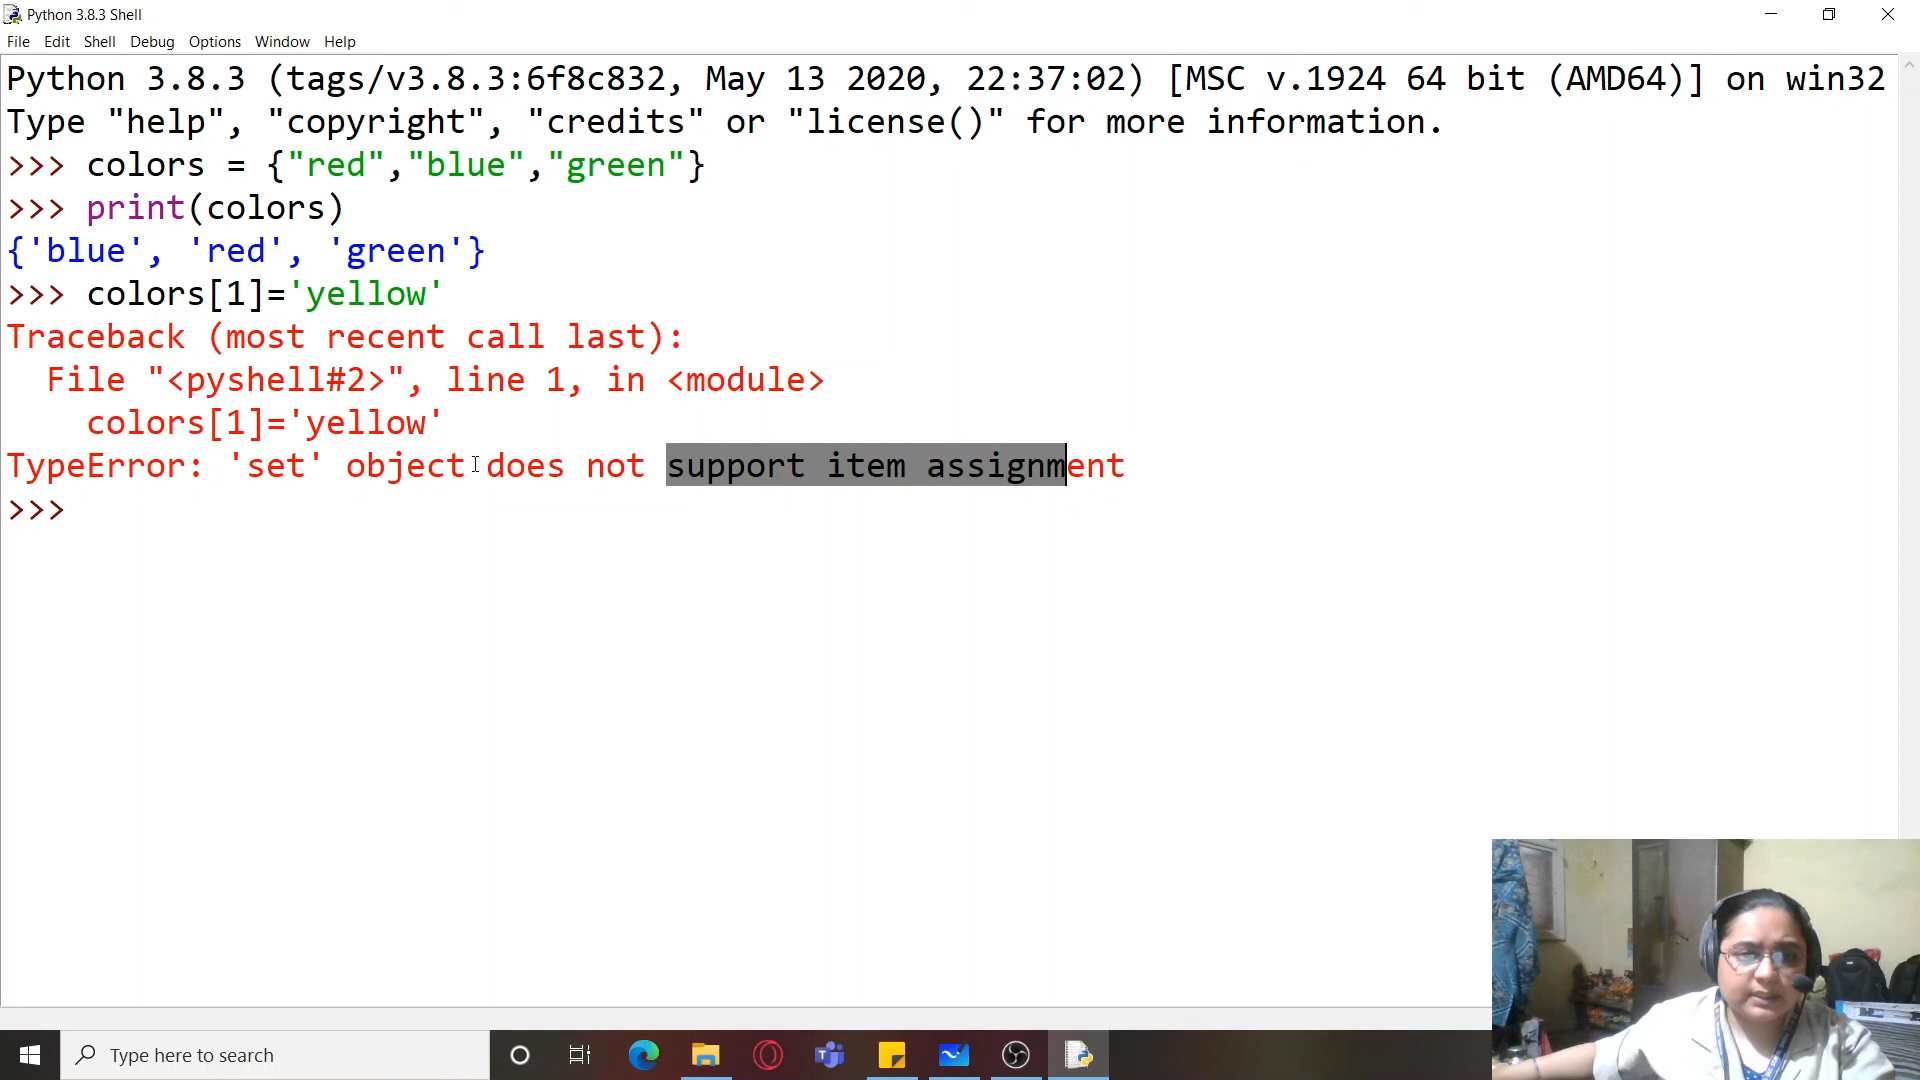 Python 3.8.3 Shell
File Edit Shell Debug Options Window Help
Python 3.8.3 (tags/v3.8.3:6f8c832, May 13 2020, 22:37:02) [MSC v.1924 64 bit (AMD64)] on win32
Type "help", "copyright", "credits" or "license()" for more information.
>>> colors = {"red","blue","green"}
>>> print(colors)
{'blue', 'red', 'green'}
>>> colors[1]='yellow'
Traceback (most recent call last):
  File "<pyshell#2>", line 1, in <module>
    colors[1]='yellow'
TypeError: 'set' object does not support item assignment
>>>
Type here to search